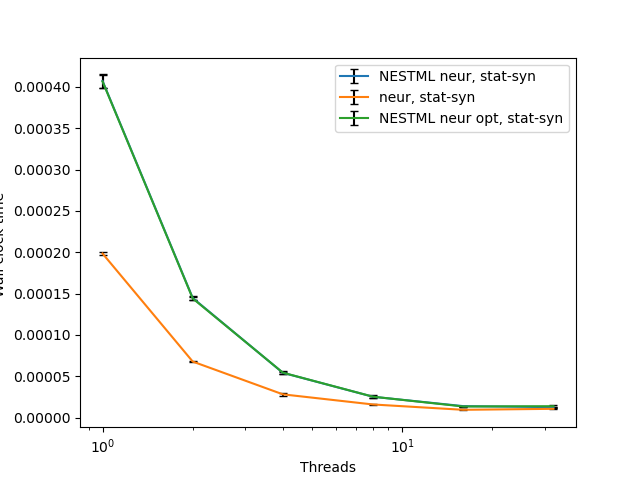 NESTML neur, stat-syn
neur, stat-syn
NESTML neur opt, stat-syn
0.00040
0.00035
0.00030
0.00025
0.00020
0.00015
0.00010
0.00005
0.00000
Wall clock time
10⁰
10¹
Threads